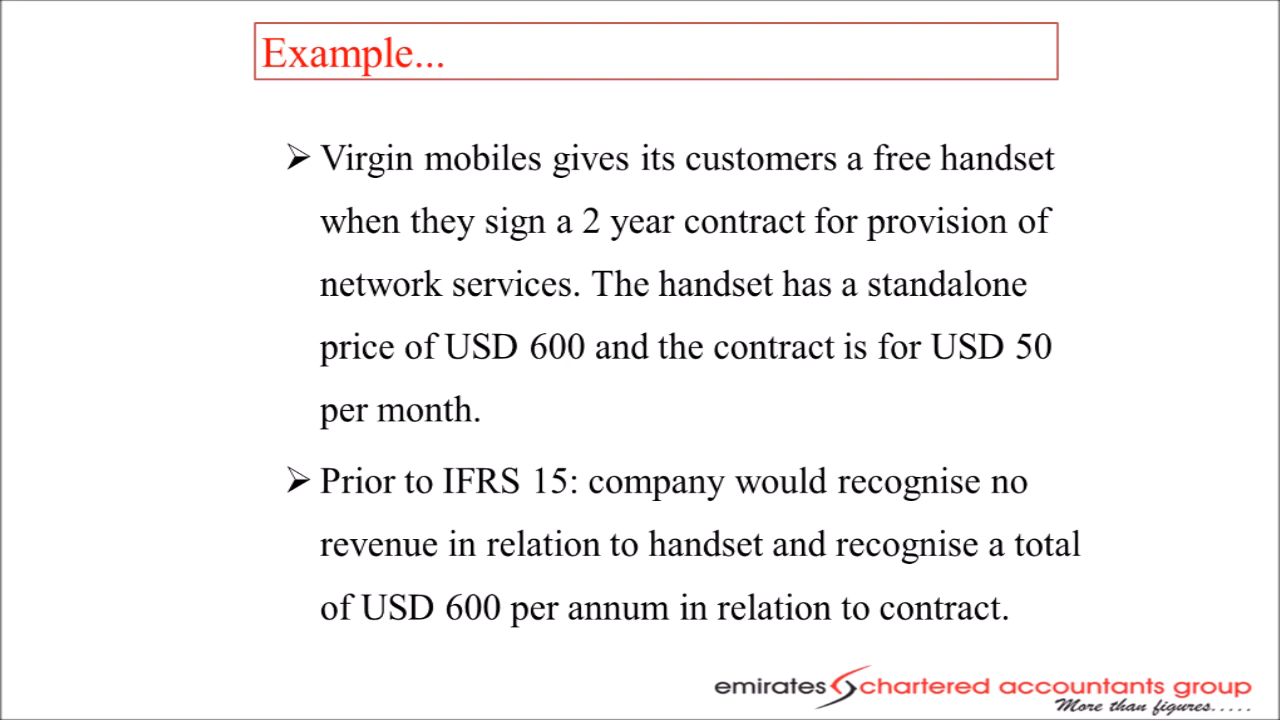 Example...
➢ Virgin mobiles gives its customers a free handset
when they sign a 2 year contract for provision of
network services. The handset has a standalone
price of USD 600 and the contract is for USD 50
per month.
➢ Prior to IFRS 15: company would recognise no
revenue in relation to handset and recognise a total
of USD 600 per annum in relation to contract.
emirates chartered accountants group
More than figures.....